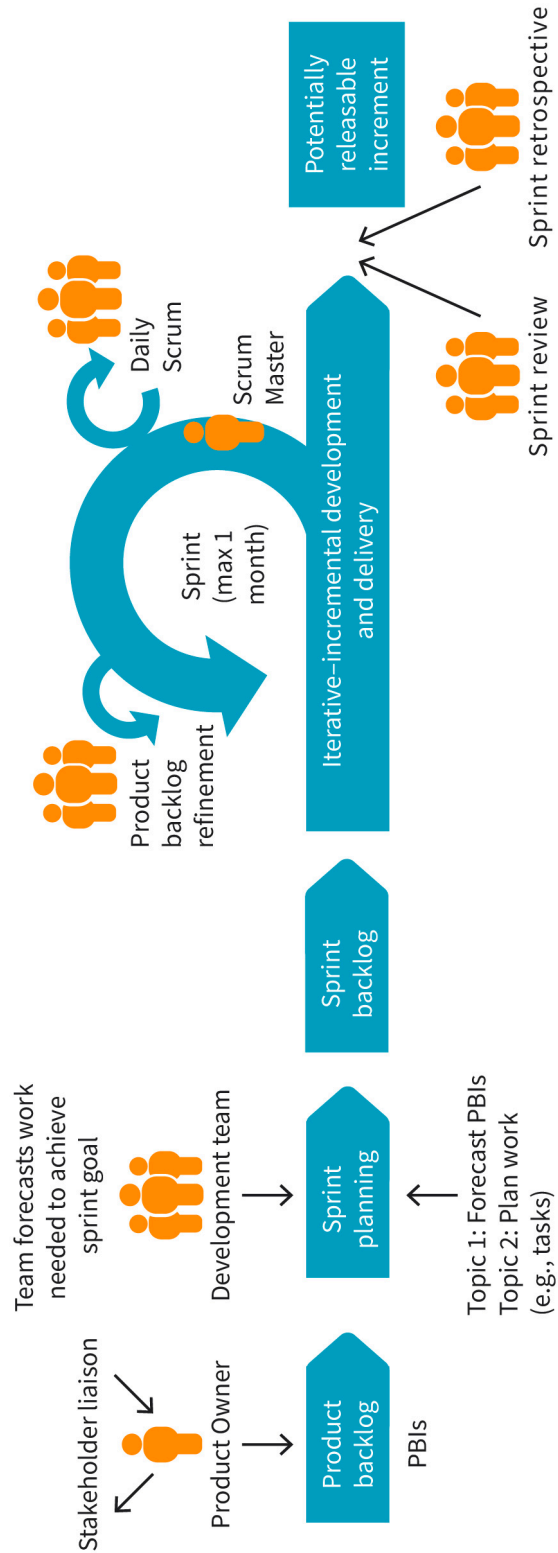 Stakeholder liaison
Product Owner
Product
backlog
PBIs
Team forecasts work
needed to achieve
sprint goal
Development team
Sprint
planning
Topic 1: Forecast PBIs
Topic 2: Plan work
(e.g., tasks)
Sprint
backlog
Product
backlog
refinement
Sprint
(max 1
month)
Daily
Scrum
Scrum
Master
Iterative–incremental development
and delivery
Potentially
releasable
increment
Sprint review
Sprint retrospective